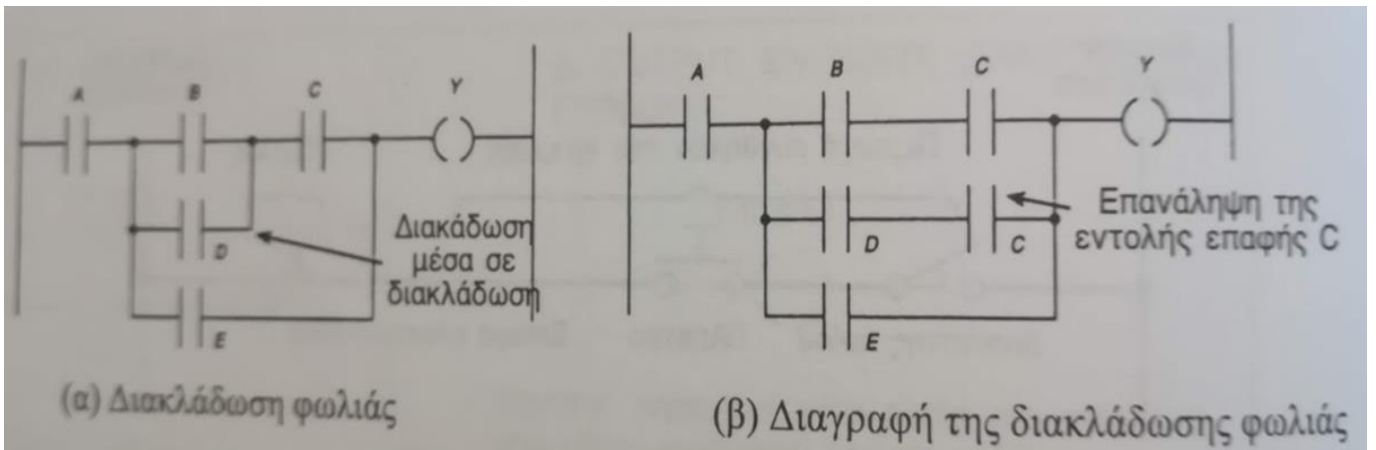 A B C Y
D
Διακάδωση
μέσα σε
διακλάδωση
E
(α) Διακλάδωση φωλιάς
A B C Y
D C
Επανάληψη της
εντολής επαφής C
E
(β) Διαγραφή της διακλάδωσης φωλιάς